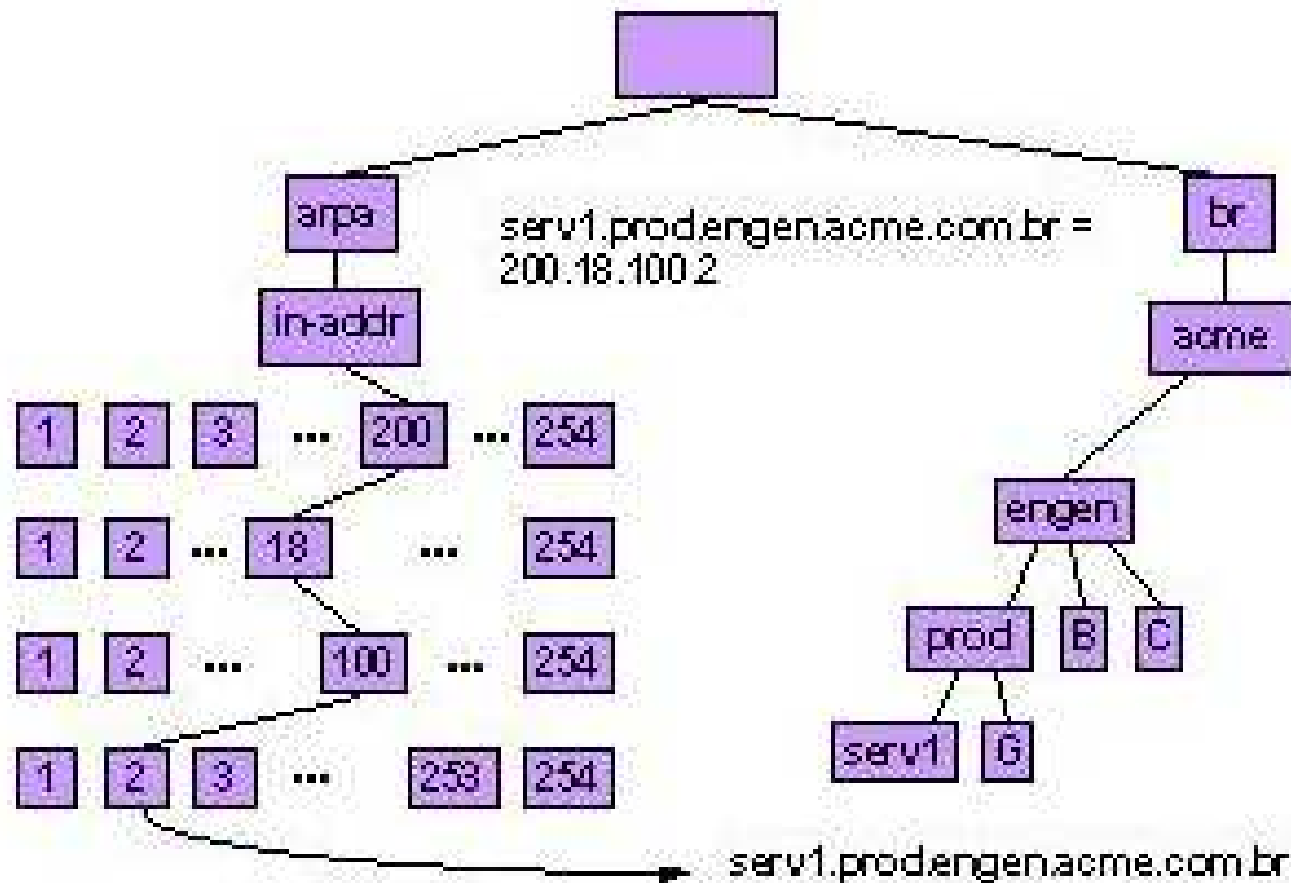 arpa
br
serv1.prod.engen.acme.com.br =
200.18.100.2
in-addr
acme
1 2 3 ... 200 ... 254
1 2 ... 18 ... 254
engen
1 2 ... 100 ... 254
prod B C
1 2 3 ... 253 254
serv1 G
serv1.prod.engen.acme.com.br